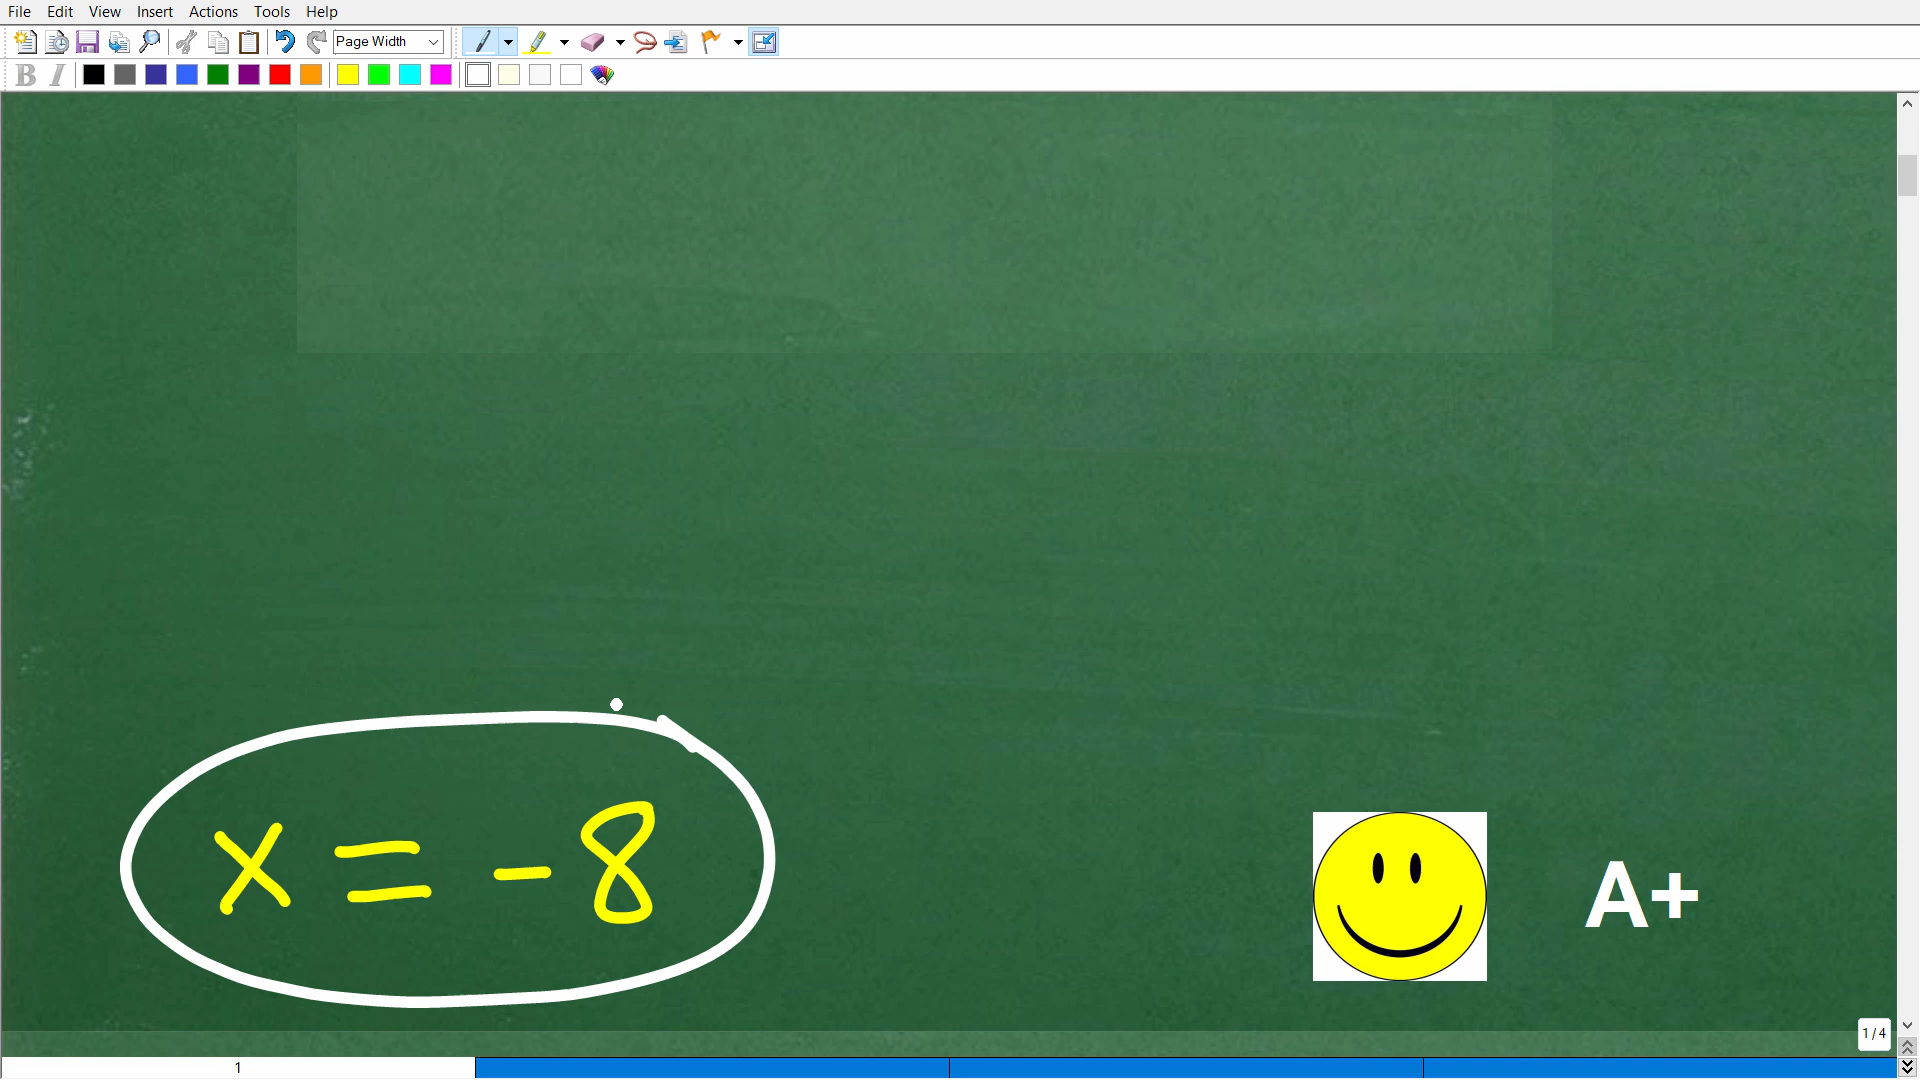 File Edit View Insert Actions Tools Help
Page Width
B I
x = -8
A+
1 / 4
1